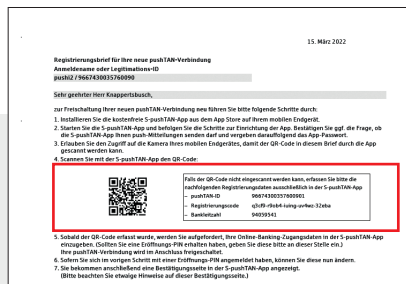 15. März 2022
Registrierungsbrief für Ihre neue pushTAN-Verbindung
Anmeldename oder Legitimations-ID
pushi2 / 9667430035760090
Sehr geehrter Herr Knappertsbusch,
zur Freischaltung Ihrer neuen pushTAN-Verbindung neu führen Sie bitte folgende Schritte durch:
1. Installieren Sie die kostenfreie S-pushTAN-App aus dem App Store auf Ihrem mobilen Endgerät.
2. Starten Sie die S-pushTAN-App und befolgen Sie die Schritte zur Einrichtung der App. Bestätigen Sie ggf. die Frage, ob
die S-pushTAN-App Ihnen push-Mitteilungen senden darf und vergeben darauffolgend das App-Passwort.
3. Erlauben Sie den Zugriff auf die Kamera Ihres mobilen Endgerätes, damit der QR-Code in diesem Brief durch die App
gescannt werden kann.
4. Scannen Sie mit der S-pushTAN-App den QR-Code:
Falls der QR-Code nicht eingescannt werden kann, erfassen Sie bitte die
nachfolgenden Registrierungsdaten ausschließlich in der S-pushTAN-App
– pushTAN-ID 96674300357600901
– Registrierungscode q3cf9-r9ob4-iuing-uv4wz-32eba
– Bankleitzahl 94059541
5. Sobald der QR-Code erfasst wurde, werden Sie aufgefordert, Ihre Online-Banking-Zugangsdaten in der S-pushTAN-App
einzugeben. (Sollten Sie eine Eröffnungs-PIN erhalten haben, geben Sie diese bitte an dieser Stelle ein.)
Ihre pushTAN-Verbindung wird im Anschluss freigeschaltet.
6. Sofern Sie sich im vorigen Schritt mit einer Eröffnungs-PIN angemeldet haben, können Sie diese nun ändern.
7. Sie bekommen anschließend eine Bestätigungsseite in der S-pushTAN-App angezeigt.
(Bitte beachten Sie etwaige Hinweise auf dieser Bestätigungsseite.)